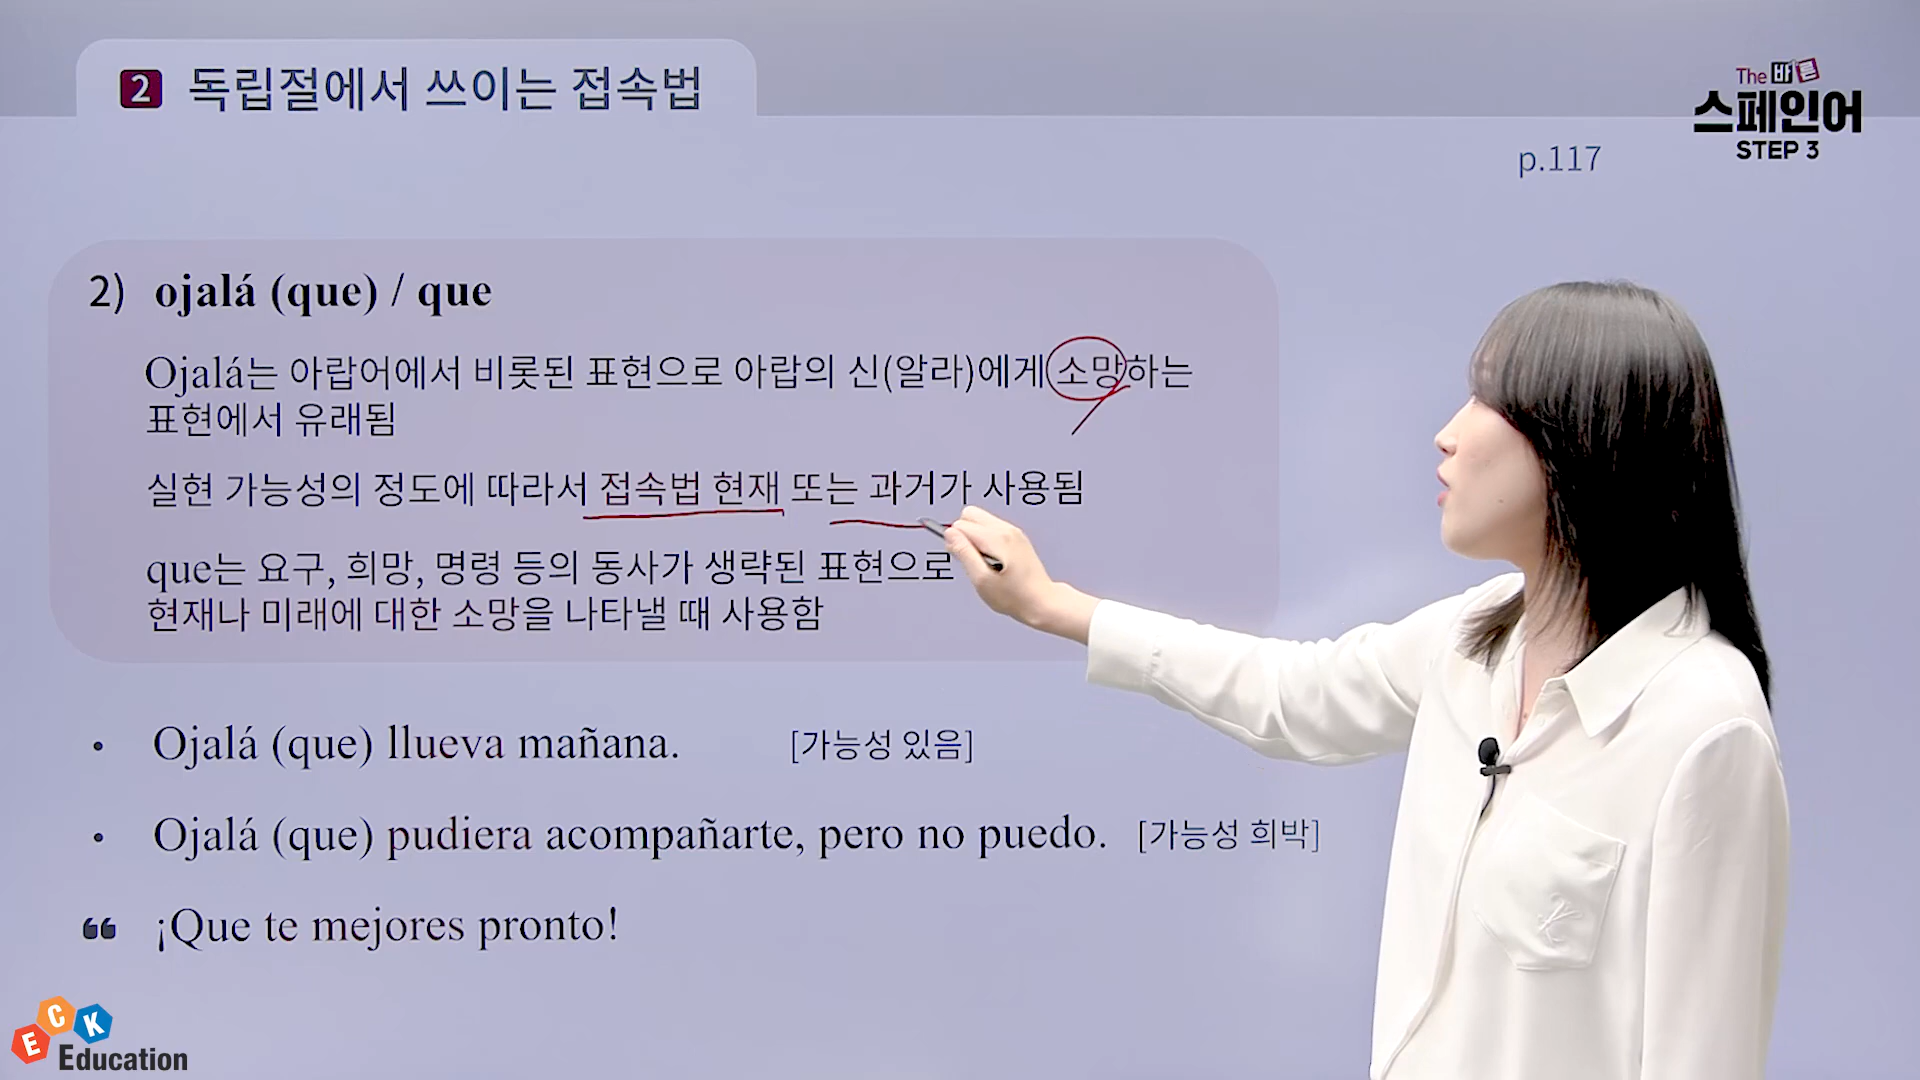 2 독립절에서 쓰이는 접속법
The 바른
스페인어
STEP 3
p.117
2) ojalá (que) / que
Ojalá는 아랍어에서 비롯된 표현으로 아랍의 신(알라)에게 소망하는
표현에서 유래됨
실현 가능성의 정도에 따라서 접속법 현재 또는 과거가 사용됨
que는 요구, 희망, 명령 등의 동사가 생략된 표현으로
현재나 미래에 대한 소망을 나타낼 때 사용함
• Ojalá (que) llueva mañana. [가능성 있음]
• Ojalá (que) pudiera acompañarte, pero no puedo. [가능성 희박]
“ ¡Que te mejores pronto!
ECK
Education